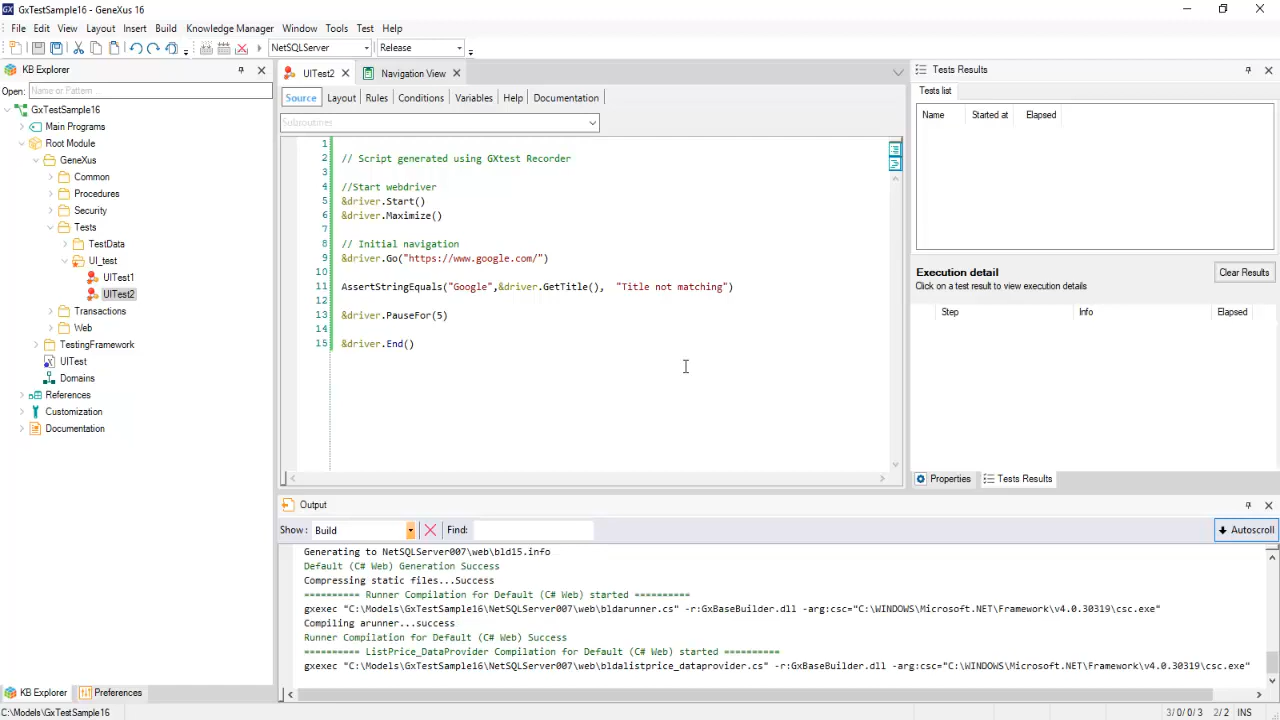 GxTestSample16 - GeneXus 16
File Edit View Layout Insert Build Knowledge Manager Window Tools Test Help
NetSQLServer Release
KB Explorer
Open: Name or Pattern ...
GxTestSample16
Main Programs
Root Module
GeneXus
Common
Procedures
Security
Tests
TestData
UI_test
UITest1
UITest2
Transactions
Web
TestingFramework
UITest
Domains
References
Customization
Documentation
KB Explorer Preferences
UITest2 Navigation View
Source Layout Rules Conditions Variables Help Documentation
Subroutines
1
2 // Script generated using GXtest Recorder
3
4 //Start webdriver
5 &driver.Start()
6 &driver.Maximize()
7
8 // Initial navigation
9 &driver.Go("https://www.google.com/")
10
11 AssertStringEquals("Google",&driver.GetTitle(), "Title not matching")
12
13 &driver.PauseFor(5)
14
15 &driver.End()
Tests Results
Tests list
Name Started at Elapsed
Execution detail
Click on a test result to view execution details
Clear Results
Step Info Elapsed
Properties Tests Results
Output
Show: Build Find: Autoscroll
Generating to NetSQLServer007\web\bld15.info
Default (C# Web) Generation Success
Compressing static files...Success
========== Runner Compilation for Default (C# Web) started ==========
gxexec "C:\Models\GxTestSample16\NetSQLServer007\web\bldarunner.cs" -r:GxBaseBuilder.dll -arg:csc="C:\WINDOWS\Microsoft.NET\Framework\v4.0.30319\csc.exe"
Compiling arunner...success
Runner Compilation for Default (C# Web) Success
========== ListPrice_DataProvider Compilation for Default (C# Web) started ==========
gxexec "C:\Models\GxTestSample16\NetSQLServer007\web\bldalistprice_dataprovider.cs" -r:GxBaseBuilder.dll -arg:csc="C:\WINDOWS\Microsoft.NET\Framework\v4.0.30319\csc.exe"
C:\Models\GxTestSample16 3/0/0/3 2/2 INS